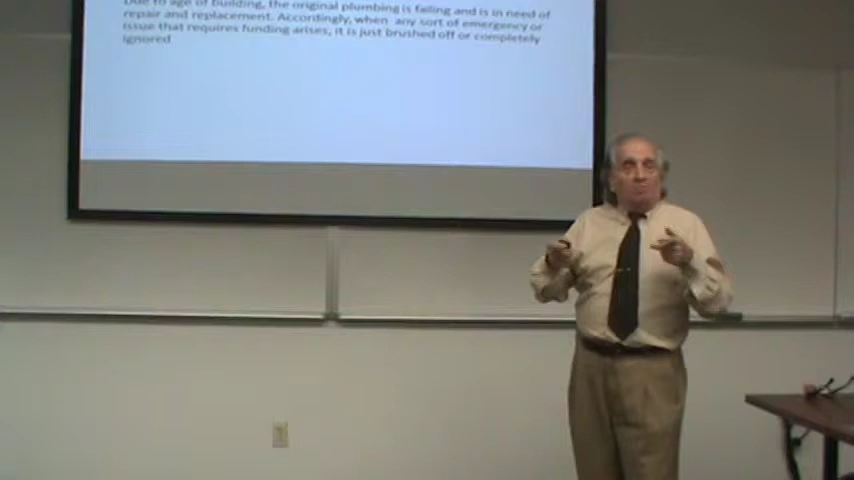 Due to age of building, the original plumbing is failing and is in need of
repair and replacement. Accordingly, when any sort of emergency or
issue that requires funding arises, it is just brushed off or completely
ignored